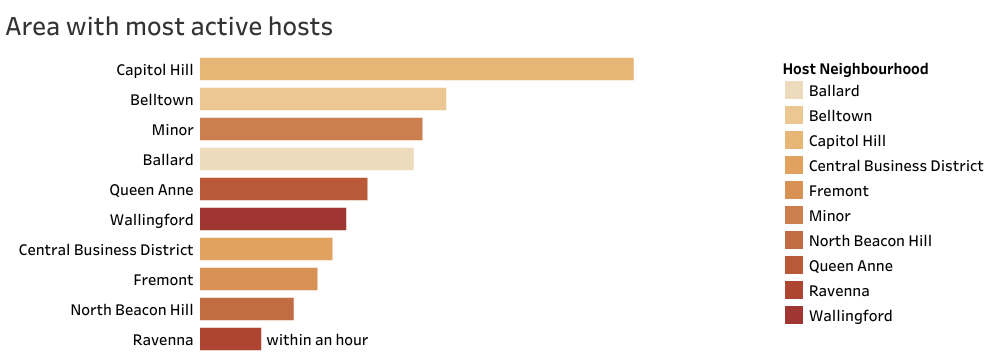 Area with most active hosts
Capitol Hill
Belltown
Minor
Ballard
Queen Anne
Wallingford
Central Business District
Fremont
North Beacon Hill
Ravenna within an hour
Host Neighbourhood
Ballard
Belltown
Capitol Hill
Central Business District
Fremont
Minor
North Beacon Hill
Queen Anne
Ravenna
Wallingford